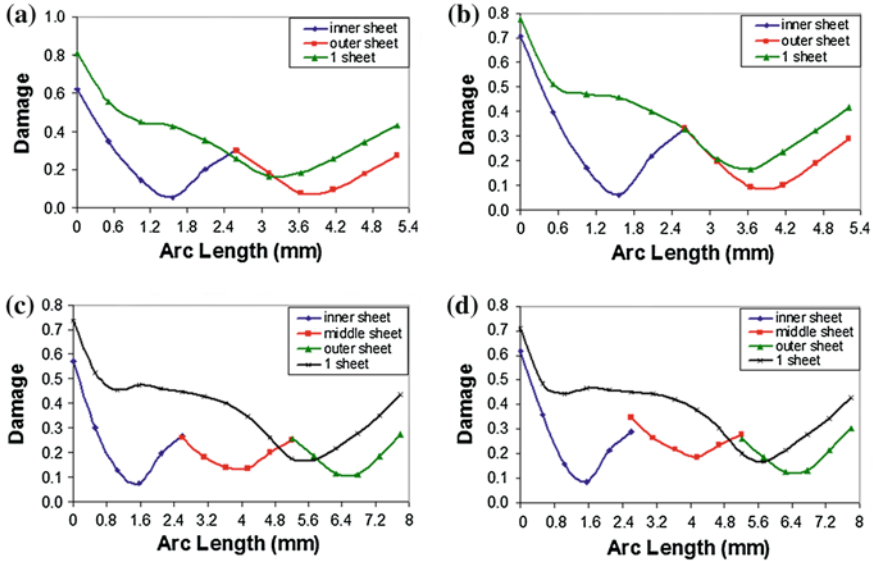 (a)
1.0
0.8
0.6
0.4
0.2
0.0
Damage
inner sheet
outer sheet
1 sheet
0 0.6 1.2 1.8 2.4 3 3.6 4.2 4.8 5.4
Arc Length (mm)
(b)
0.8
0.7
0.6
0.5
0.4
0.3
0.2
0.1
0
Damage
inner sheet
outer sheet
1 sheet
0 0.6 1.2 1.8 2.4 3 3.6 4.2 4.8 5.4
Arc Length (mm)
(c)
0.8
0.7
0.6
0.5
0.4
0.3
0.2
0.1
0.0
Damage
inner sheet
middle sheet
outer sheet
1 sheet
0 0.8 1.6 2.4 3.2 4 4.8 5.6 6.4 7.2 8
Arc Length (mm)
(d)
0.8
0.7
0.6
0.5
0.4
0.3
0.2
0.1
0.0
Damage
inner sheet
middle sheet
outer sheet
1 sheet
0 0.8 1.6 2.4 3.2 4 4.8 5.6 6.4 7.2 8
Arc Length (mm)